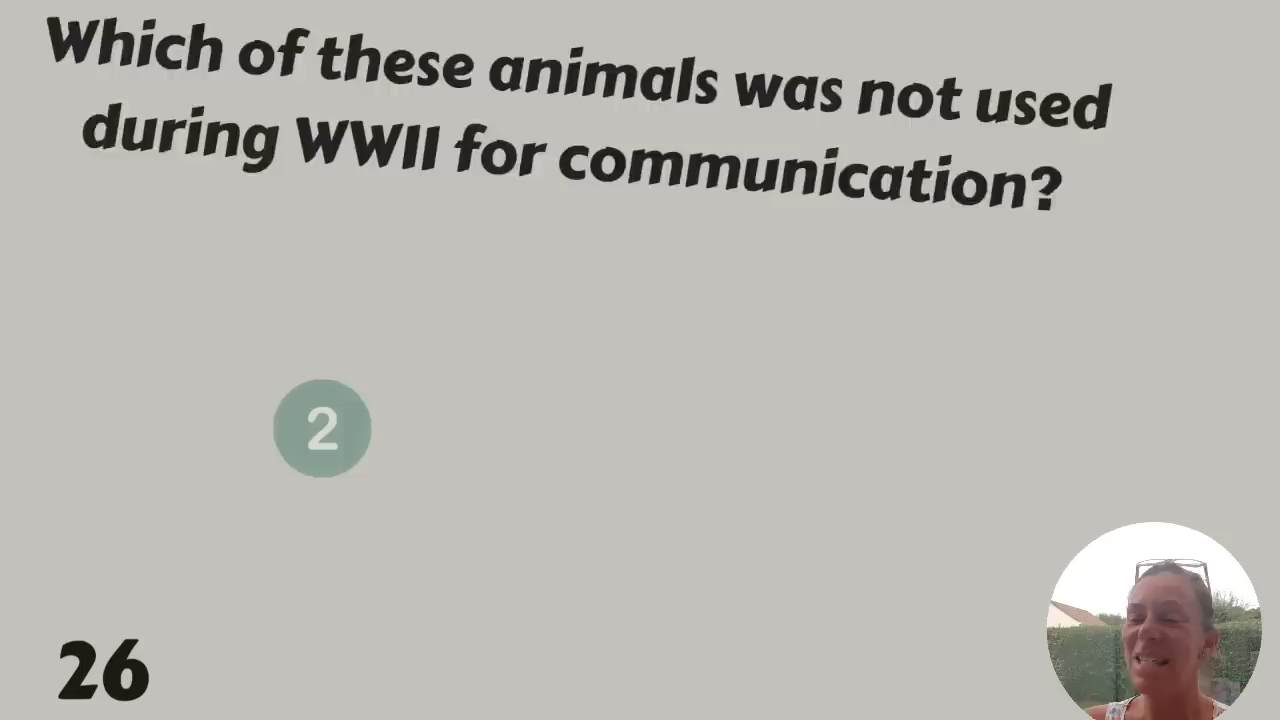 Which of these animals was not used
during WWII for communication?
2
26